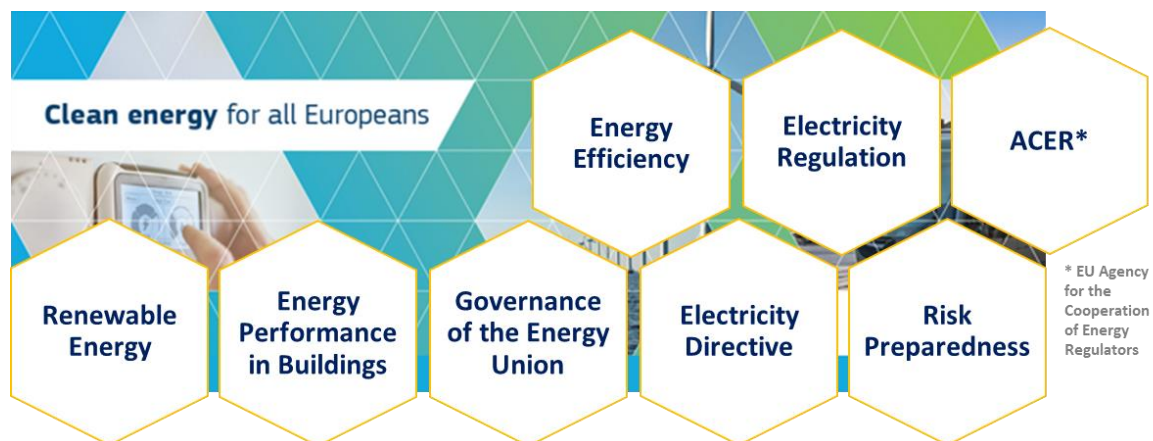 Clean energy for all Europeans
Energy
Efficiency
Electricity
Regulation
ACER*
Renewable
Energy
Energy
Performance
in Buildings
Governance
of the Energy
Union
Electricity
Directive
Risk
Preparedness
* EU Agency
for the
Cooperation
of Energy
Regulators